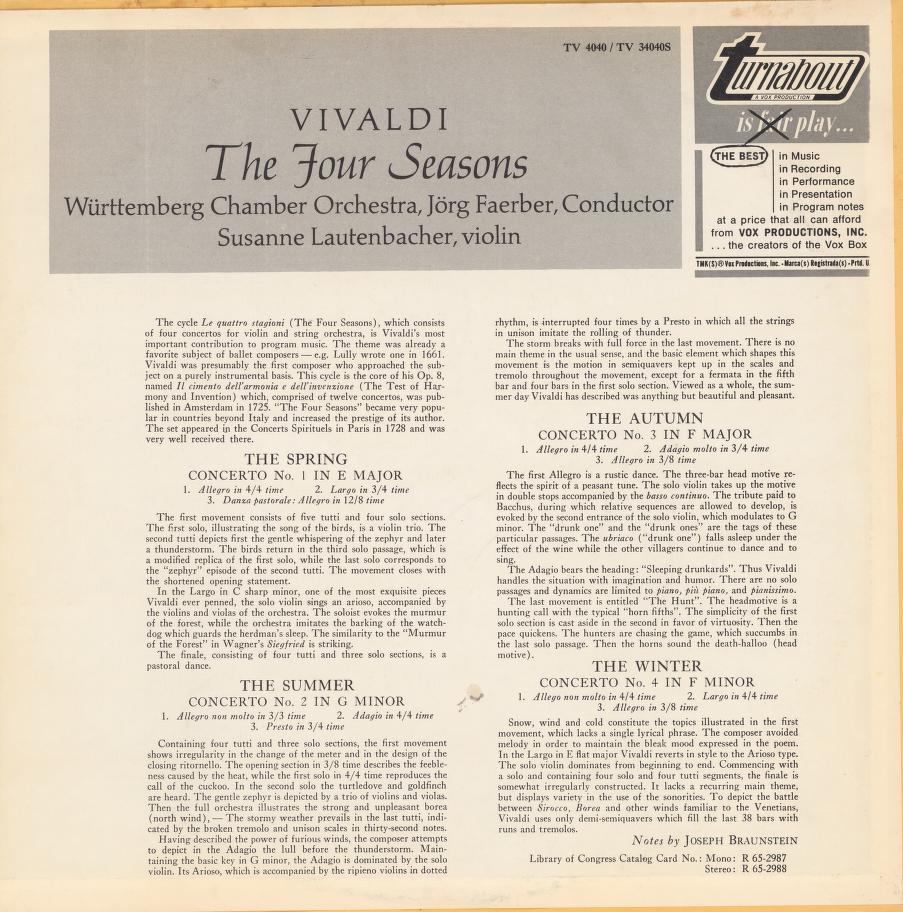 TV 4040 / TV 34040S
VIVALDI
The Four Seasons
Württemberg Chamber Orchestra, Jörg Faerber, Conductor
Susanne Lautenbacher, violin
turnabout
A VOX PRODUCTION
is fair play...
THE BEST
in Music
in Recording
in Performance
in Presentation
in Program notes
at a price that all can afford
from VOX PRODUCTIONS, INC.
...the creators of the Vox Box
TMK(S)® Vox Productions, Inc. • Marca(s) Registrada(s) • Prtd. U
The cycle Le quattro stagioni (The Four Seasons), which consists
of four concertos for violin and string orchestra, is Vivaldi's most
important contribution to program music. The theme was already a
favorite subject of ballet composers — e.g. Lully wrote one in 1661.
Vivaldi was presumably the first composer who approached the sub-
ject on a purely instrumental basis. This cycle is the core of his Op. 8,
named Il cimento dell'armonia e dell'invenzione (The Test of Har-
mony and Invention) which, comprised of twelve concertos, was pub-
lished in Amsterdam in 1725. "The Four Seasons" became very popu-
lar in countries beyond Italy and increased the prestige of its author.
The set appeared in the Concerts Spirituels in Paris in 1728 and was
very well received there.
THE SPRING
CONCERTO No. 1 IN E MAJOR
1. Allegro in 4/4 time 2. Largo in 3/4 time
3. Danza pastorale: Allegro in 12/8 time
The first movement consists of five tutti and four solo sections.
The first solo, illustrating the song of the birds, is a violin trio. The
second tutti depicts first the gentle whispering of the zephyr and later
a thunderstorm. The birds return in the third solo passage, which is
a modified replica of the first solo, while the last solo corresponds to
the "zephyr" episode of the second tutti. The movement closes with
the shortened opening statement.
In the Largo in C sharp minor, one of the most exquisite pieces
Vivaldi ever penned, the solo violin sings an arioso, accompanied by
the violins and violas of the orchestra. The soloist evokes the murmur
of the forest, while the orchestra imitates the barking of the watch-
dog which guards the herdman's sleep. The similarity to the "Murmur
of the Forest" in Wagner's Siegfried is striking.
The finale, consisting of four tutti and three solo sections, is a
pastoral dance.
THE SUMMER
CONCERTO No. 2 IN G MINOR
1. Allegro non molto in 3/3 time 2. Adagio in 4/4 time
3. Presto in 3/4 time
Containing four tutti and three solo sections, the first movement
shows irregularity in the change of the meter and in the design of the
closing ritornello. The opening section in 3/8 time describes the feeble-
ness caused by the heat, while the first solo in 4/4 time reproduces the
call of the cuckoo. In the second solo the turtledove and goldfinch
are heard. The gentle zephyr is depicted by a trio of violins and violas.
Then the full orchestra illustrates the strong and unpleasant borea
(north wind), — The stormy weather prevails in the last tutti, indi-
cated by the broken tremolo and unison scales in thirty-second notes.
Having described the power of furious winds, the composer attempts
to depict in the Adagio the lull before the thunderstorm. Main-
taining the basic key in G minor, the Adagio is dominated by the solo
violin. Its Arioso, which is accompanied by the ripieno violins in dotted
rhythm, is interrupted four times by a Presto in which all the strings
in unison imitate the rolling of thunder.
The storm breaks with full force in the last movement. There is no
main theme in the usual sense, and the basic element which shapes this
movement is the motion in semiquavers kept up in the scales and
tremolo throughout the movement, except for a fermata in the fifth
bar and four bars in the first solo section. Viewed as a whole, the sum-
mer day Vivaldi has described was anything but beautiful and pleasant.
THE AUTUMN
CONCERTO No. 3 IN F MAJOR
1. Allegro in 4/4 time 2. Adagio molto in 3/4 time
3. Allegro in 3/8 time
The first Allegro is a rustic dance. The three-bar head motive re-
flects the spirit of a peasant tune. The solo violin takes up the motive
in double stops accompanied by the basso continuo. The tribute paid to
Bacchus, during which relative sequences are allowed to develop, is
evoked by the second entrance of the solo violin, which modulates to G
minor. The "drunk one" and the "drunk ones" are the tags of these
particular passages. The ubriaco ("drunk one") falls asleep under the
effect of the wine while the other villagers continue to dance and to
sing.
The Adagio bears the heading: "Sleeping drunkards". Thus Vivaldi
handles the situation with imagination and humor. There are no solo
passages and dynamics are limited to piano, più piano, and pianissimo.
The last movement is entitled "The Hunt". The headmotive is a
hunting call with the typical "horn fifths". The simplicity of the first
solo section is cast aside in the second in favor of virtuosity. Then the
pace quickens. The hunters are chasing the game, which succumbs in
the last solo passage. Then the horns sound the death-halloo (head
motive).
THE WINTER
CONCERTO No. 4 IN F MINOR
1. Allego non molto in 4/4 time 2. Largo in 4/4 time
3. Allegro in 3/8 time
Snow, wind and cold constitute the topics illustrated in the first
movement, which lacks a single lyrical phrase. The composer avoided
melody in order to maintain the bleak mood expressed in the poem.
In the Largo in E flat major Vivaldi reverts in style to the Arioso type.
The solo violin dominates from beginning to end. Commencing with
a solo and containing four solo and four tutti segments, the finale is
somewhat irregularly constructed. It lacks a recurring main theme,
but displays variety in the use of the sonorities. To depict the battle
between Sirocco, Borea and other winds familiar to the Venetians,
Vivaldi uses only demi-semiquavers which fill the last 38 bars with
runs and tremolos.
Notes by JOSEPH BRAUNSTEIN
Library of Congress Catalog Card No.: Mono: R 65-2987
Stereo: R 65-2988